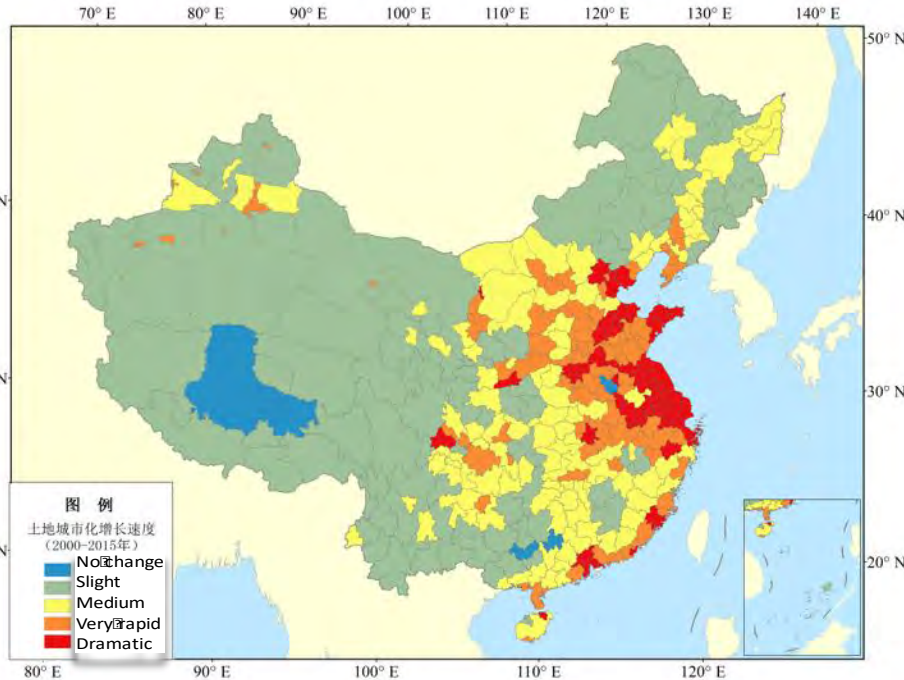 70° E 80° E 90° E 100° E 110° E 120° E 130° E 140° E
50° N
40° N
30° N
20° N
图 例
土地城市化增长速度
(2000-2015年)
No change
Slight
Medium
Very rapid
Dramatic
80° E 90° E 100° E 110° E 120° E